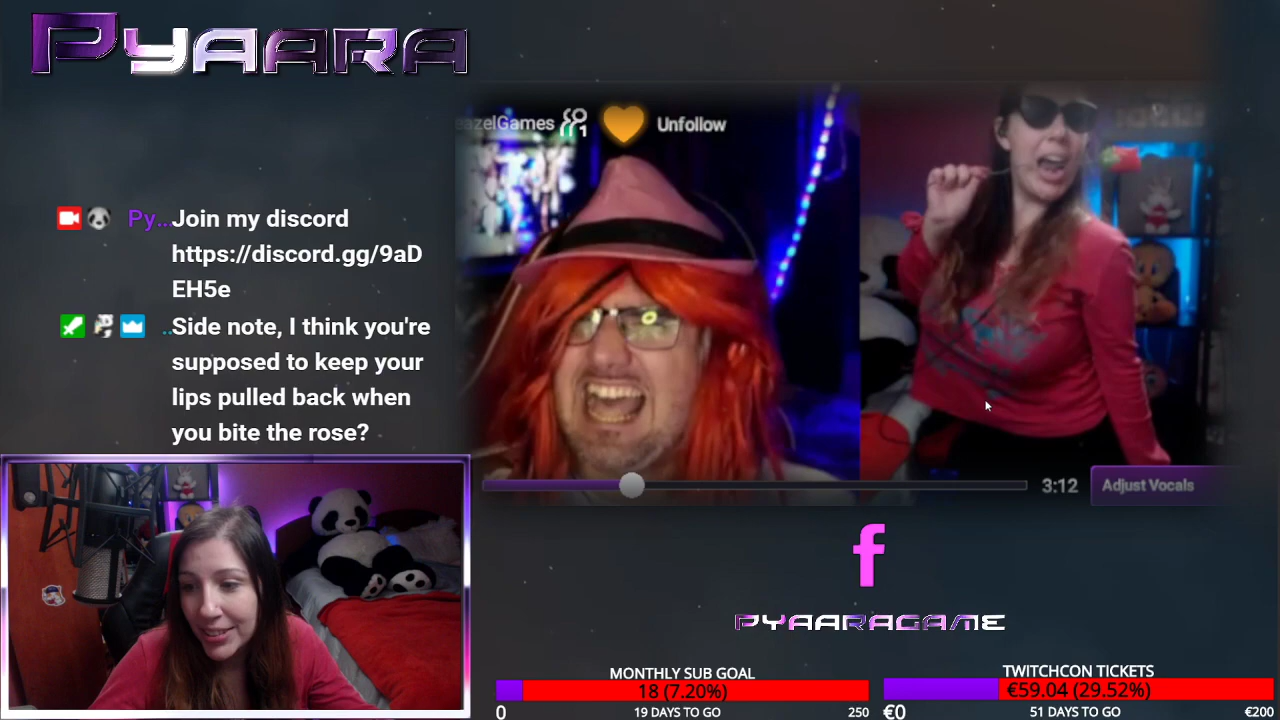 PYAARA
azelGames 1 Unfollow
Py... Join my discord
https://discord.gg/9aD
EH5e
..Side note, I think you're
supposed to keep your
lips pulled back when
you bite the rose?
3:12 Adjust Vocals
f
PYAARAGAME
MONTHLY SUB GOAL
18 (7.20%)
0 19 DAYS TO GO 250
TWITCHCON TICKETS
€59.04 (29.52%)
€0 51 DAYS TO GO €200